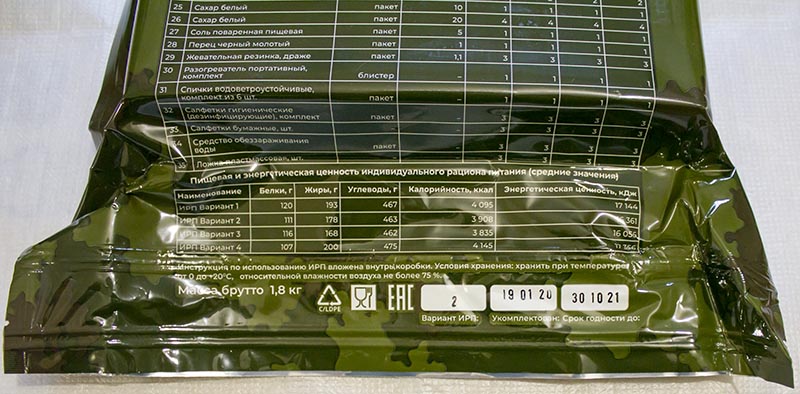 25 Сахар белый пакет 10
26 Сахар белый пакет 20 4 4 4 4
27 Соль поваренная пищевая пакет 5 1 1 1 1
28 Перец черный молотый пакет 1 1 1 1 1
29 Жевательная резинка, драже пакет 1,1 3 3 3 3
30 Разогреватель портативный,
комплект блистер – 1 1 1 1
31 Спички водоветроустойчивые,
комплект из 6 шт. пакет – 1 1 1 1
32 Салфетки гигиенические
(дезинфицирующие), комплект пакет – 3 3 3 3
33 Салфетки бумажные, шт. – 3 3 3 3
34 Средство обеззараживания
воды пакет – 3 3 3 3
35 Ложка пластмассовая, шт. – 3 3 3 3
Пищевая и энергетическая ценность индивидуального рациона питания (средние значения)
Наименование Белки, г Жиры, г Углеводы, г Калорийность, ккал Энергетическая ценность, кДж
ИРП Вариант 1 120 193 467 4 095 17 144
ИРП Вариант 2 111 178 463 3 908
ИРП Вариант 3 116 168 462 3 835
ИРП Вариант 4 107 200 475 4 145
Инструкция по использованию ИРП вложена внутрь коробки. Условия хранения: хранить при температуре
от 0 до +20°С, относительной влажности воздуха не более 75 %.
Масса брутто 1,8 кг
C/LDPE
EAC
2 19 01 20 30 10 21
Вариант ИРП: Укомплектован: Срок годности до: